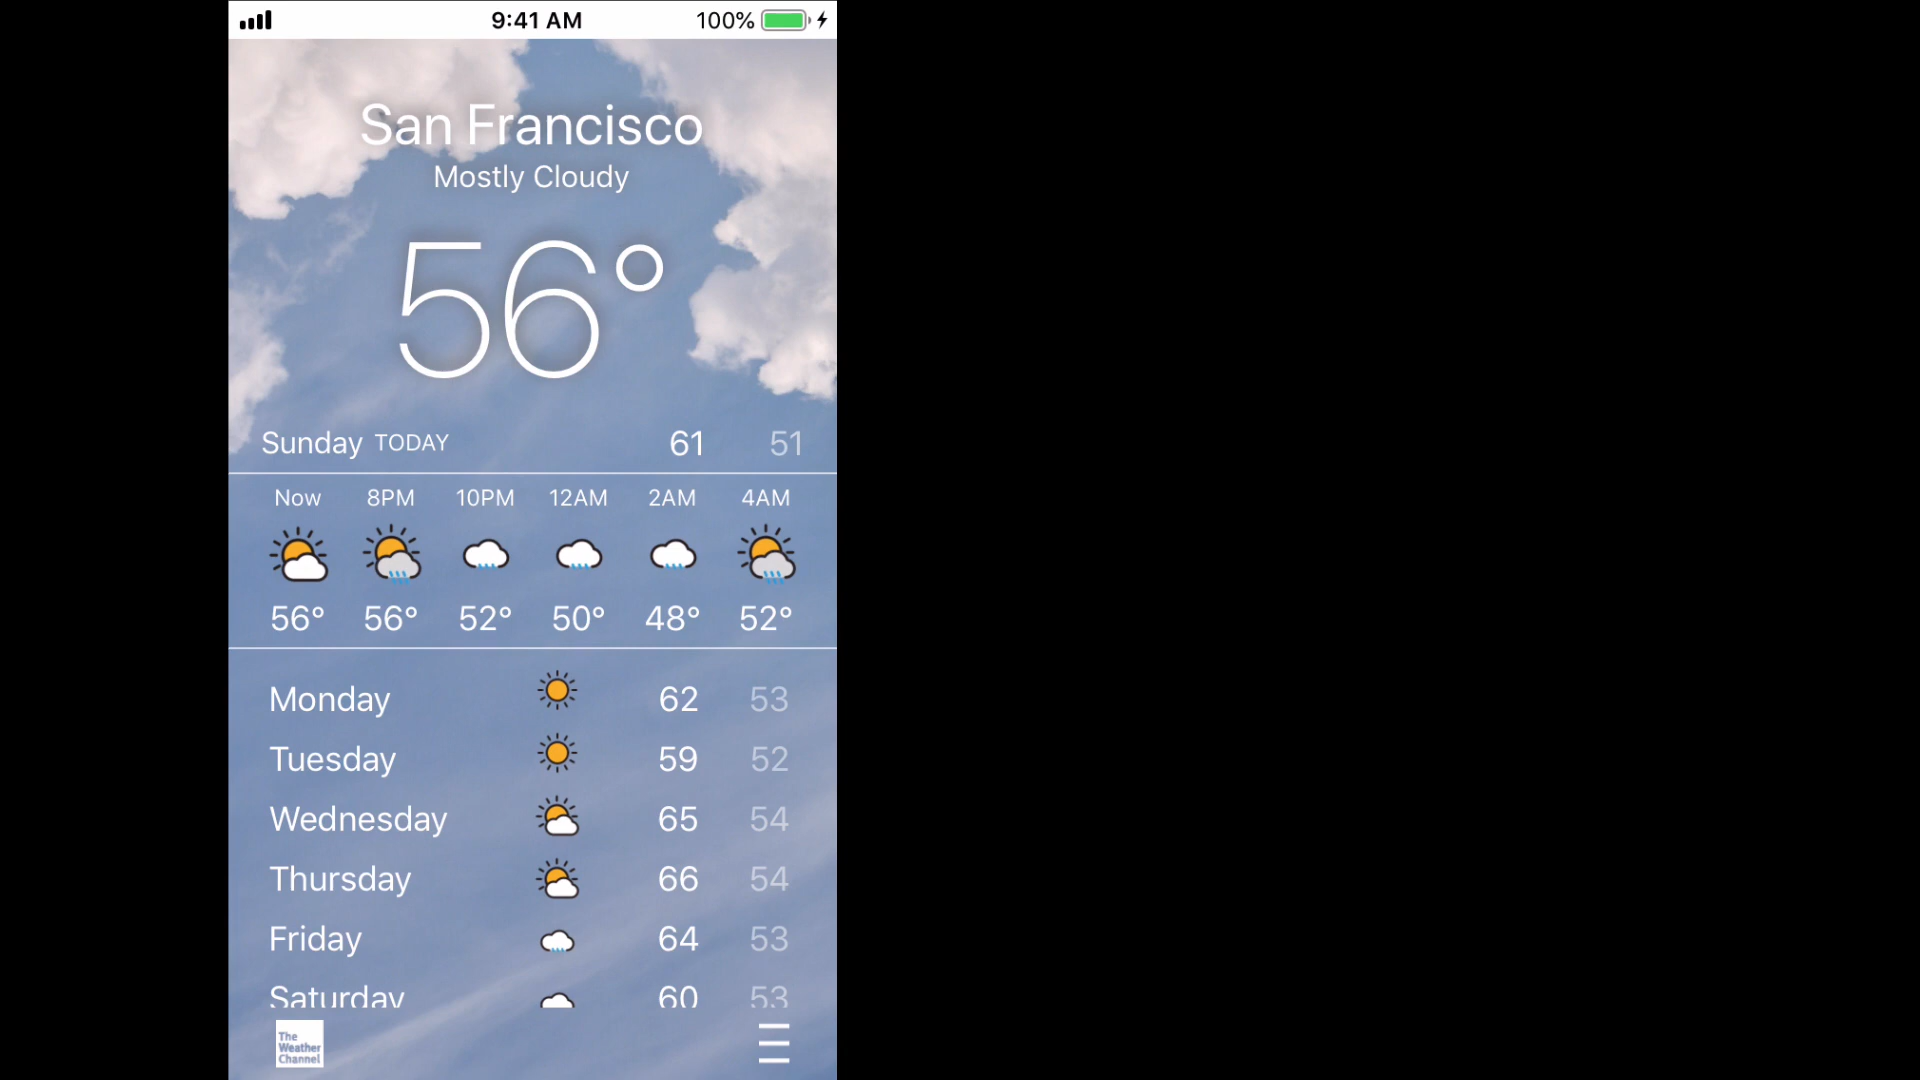 9:41 AM 100%
San Francisco
Mostly Cloudy
56°
Sunday TODAY 61 51
Now 8PM 10PM 12AM 2AM 4AM
56° 56° 52° 50° 48° 52°
Monday 62 53
Tuesday 59 52
Wednesday 65 54
Thursday 66 54
Friday 64 53
Saturday 60 53
The
Weather
Channel